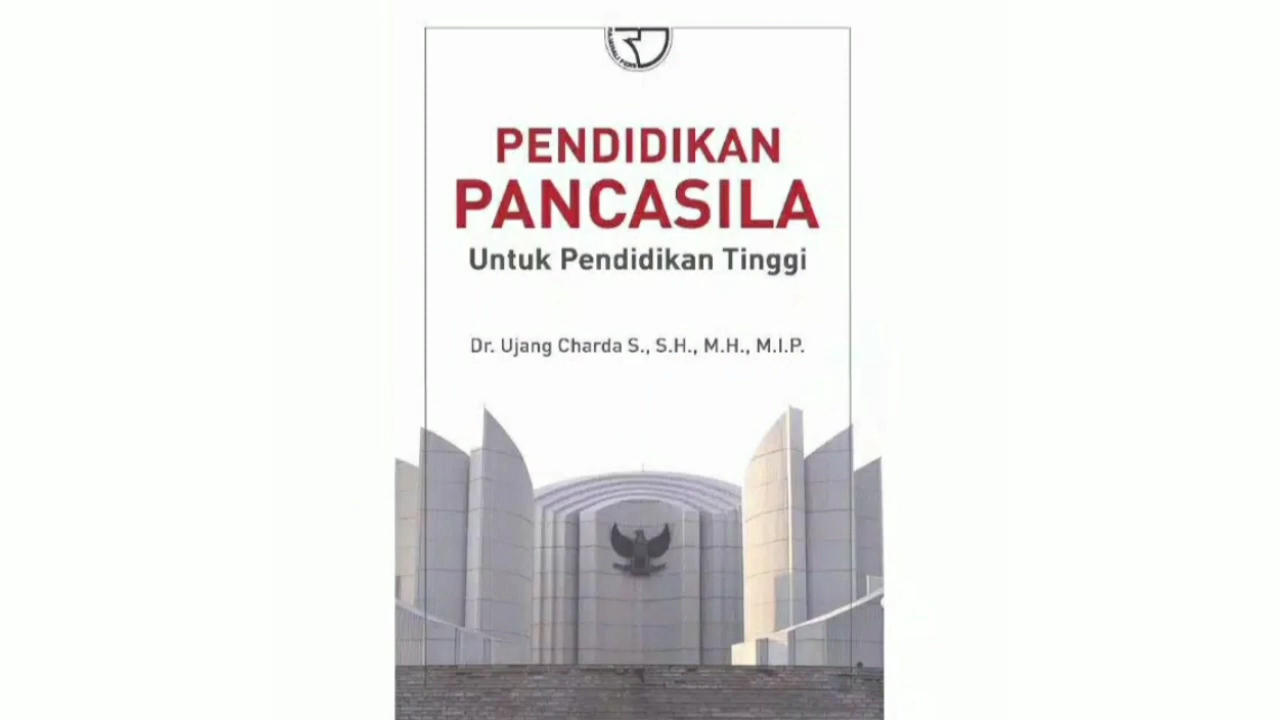 PENDIDIKAN
PANCASILA
Untuk Pendidikan Tinggi
Dr. Ujang Charda S., S.H., M.H., M.I.P.